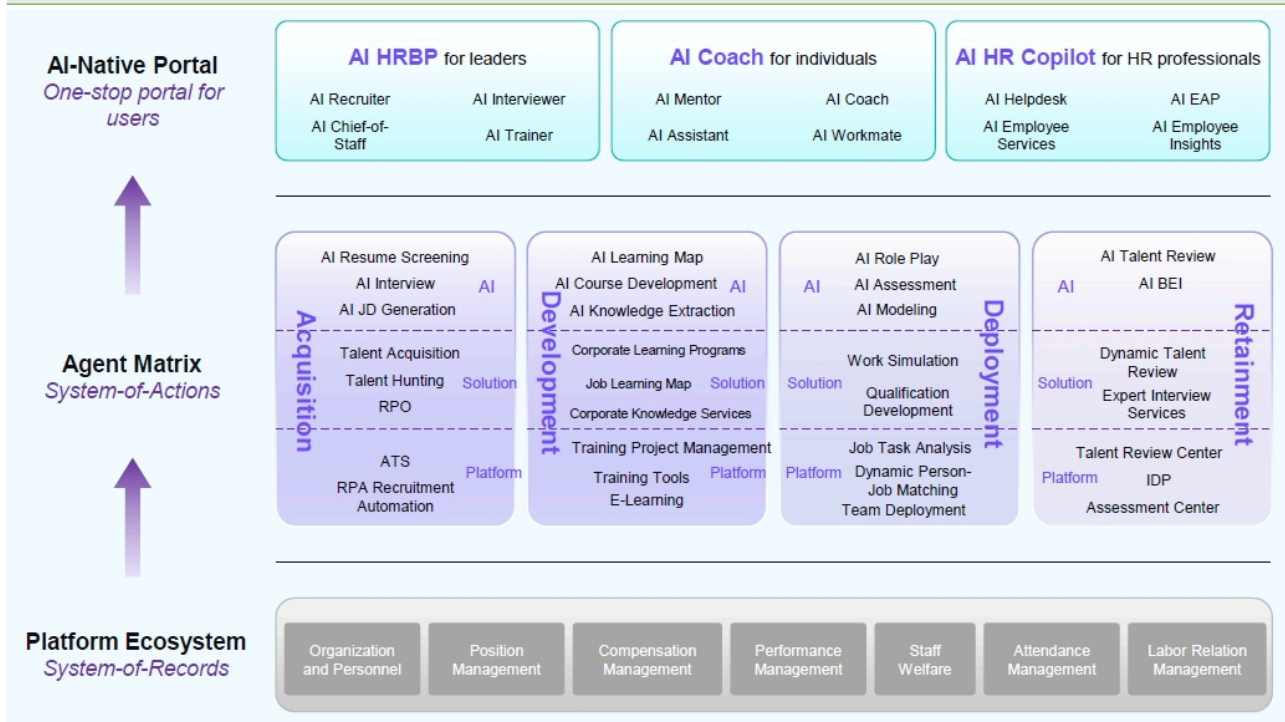 AI-Native Portal
One-stop portal for
users
AI HRBP for leaders
AI Recruiter
AI Interviewer
AI Chief-of-
Staff
AI Trainer
AI Coach for individuals
AI Mentor
AI Coach
AI Assistant
AI Workmate
AI HR Copilot for HR professionals
AI Helpdesk
AI EAP
AI Employee
Services
AI Employee
Insights
Agent Matrix
System-of-Actions
Acquisition
AI Resume Screening
AI Interview
AI JD Generation
AI
Talent Acquisition
Talent Hunting
RPO
Solution
ATS
RPA Recruitment
Automation
Platform
Development
AI Learning Map
AI Course Development
AI Knowledge Extraction
AI
Corporate Learning Programs
Job Learning Map
Corporate Knowledge Services
Solution
Training Project Management
Training Tools
E-Learning
Platform
Deployment
AI
AI Role Play
AI Assessment
AI Modeling
Solution
Work Simulation
Qualification
Development
Platform
Job Task Analysis
Dynamic Person-
Job Matching
Team Deployment
Retainment
AI
AI Talent Review
AI BEI
Solution
Dynamic Talent
Review
Expert Interview
Services
Platform
Talent Review Center
IDP
Assessment Center
Platform Ecosystem
System-of-Records
Organization
and Personnel
Position
Management
Compensation
Management
Performance
Management
Staff
Welfare
Attendance
Management
Labor Relation
Management